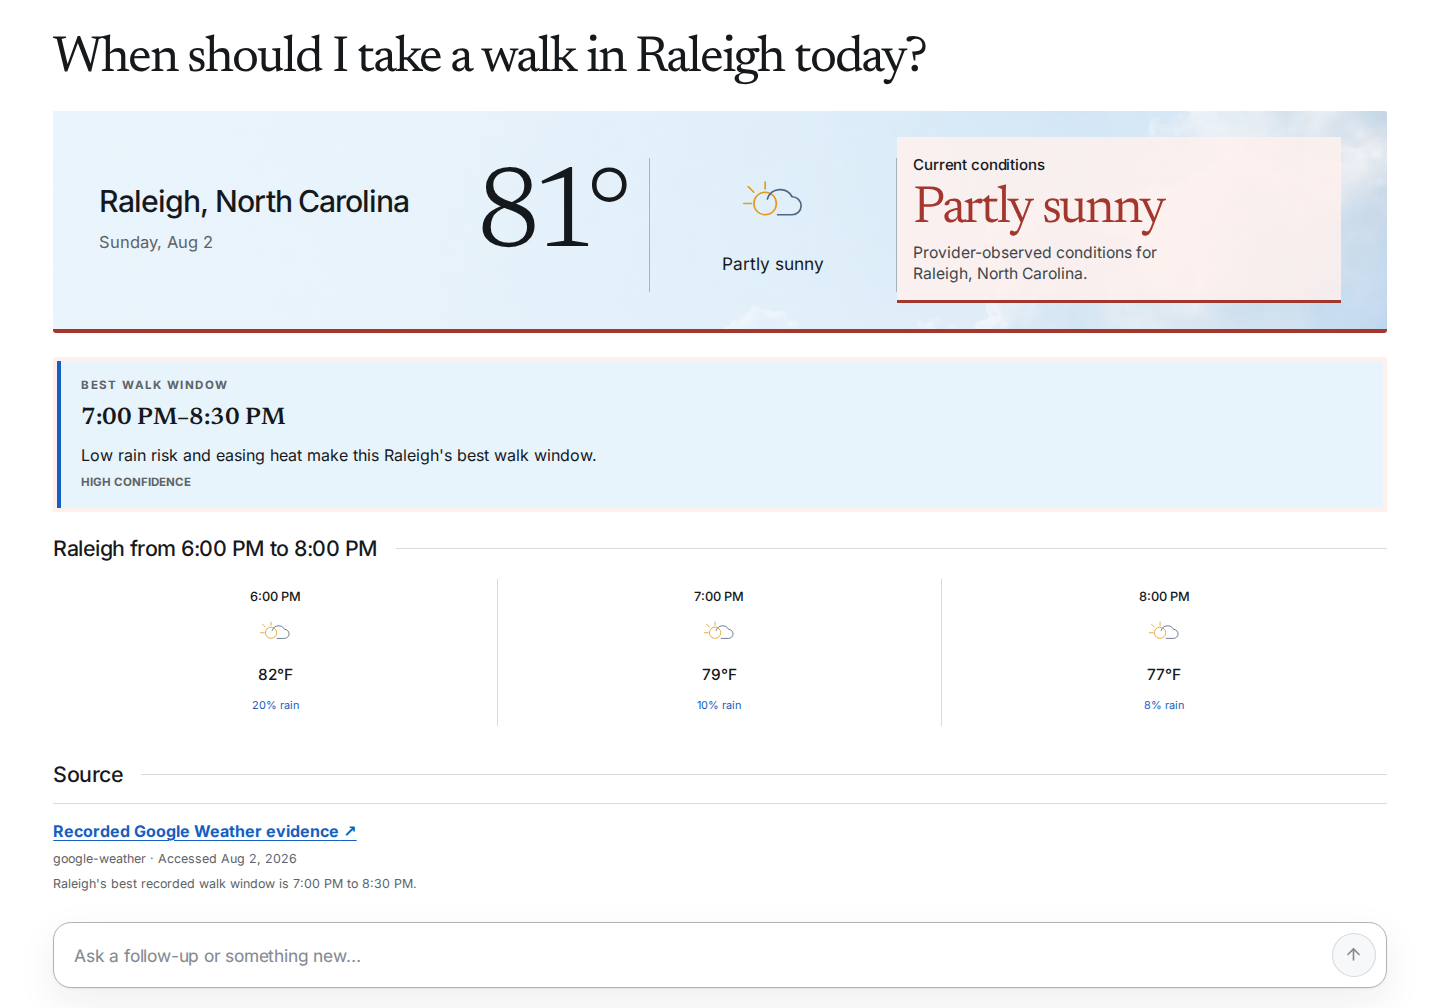 When should I take a walk in Raleigh today?
Raleigh, North Carolina
Sunday, Aug 2
81°
Partly sunny
Current conditions
Partly sunny
Provider-observed conditions for
Raleigh, North Carolina.
BEST WALK WINDOW
7:00 PM–8:30 PM
Low rain risk and easing heat make this Raleigh's best walk window.
HIGH CONFIDENCE
Raleigh from 6:00 PM to 8:00 PM
6:00 PM
82°F
20% rain
7:00 PM
79°F
10% rain
8:00 PM
77°F
8% rain
Source
Recorded Google Weather evidence ↗
google-weather · Accessed Aug 2, 2026
Raleigh's best recorded walk window is 7:00 PM to 8:30 PM.
Ask a follow-up or something new...